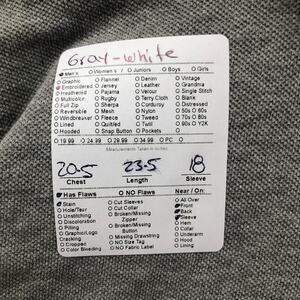 Gray-white
Men's Women's / Juniors Boys Girls
Graphic Flannel Denim Vintage
Embroidered Jersey Leather Grandma
Heathered Pajama Velour Single Stitch
Multicolor Rugby Terry Cloth Blank
Full Zip Sherpa Corduroy Distressed
Reversible Mesh Nylon 60s 70s
Windbreaker Fleece Tweed 70s 80s
Lined Quilted Twill 90s Y2K
Hooded Snap Button Pockets
19.99 24.99 29.99 34.99 PC
Measurements Taken in Inches
20.5 23.5 18
Chest Length Sleeve
Has Flaws NO Flaws Near / On:
Stain Cut Sleeves All Over
Hole/Tear Cut Collar Front
Unstitching Broken/Missing Back
Discoloration Zipper Sleeve
Pilling Broken/Missing Collar
Graphic/Logo Button Underarm
Cracking Missing Drawstring Hood
Cropped NO Size Tag Lining
Color Bleeding NO Fabric Label